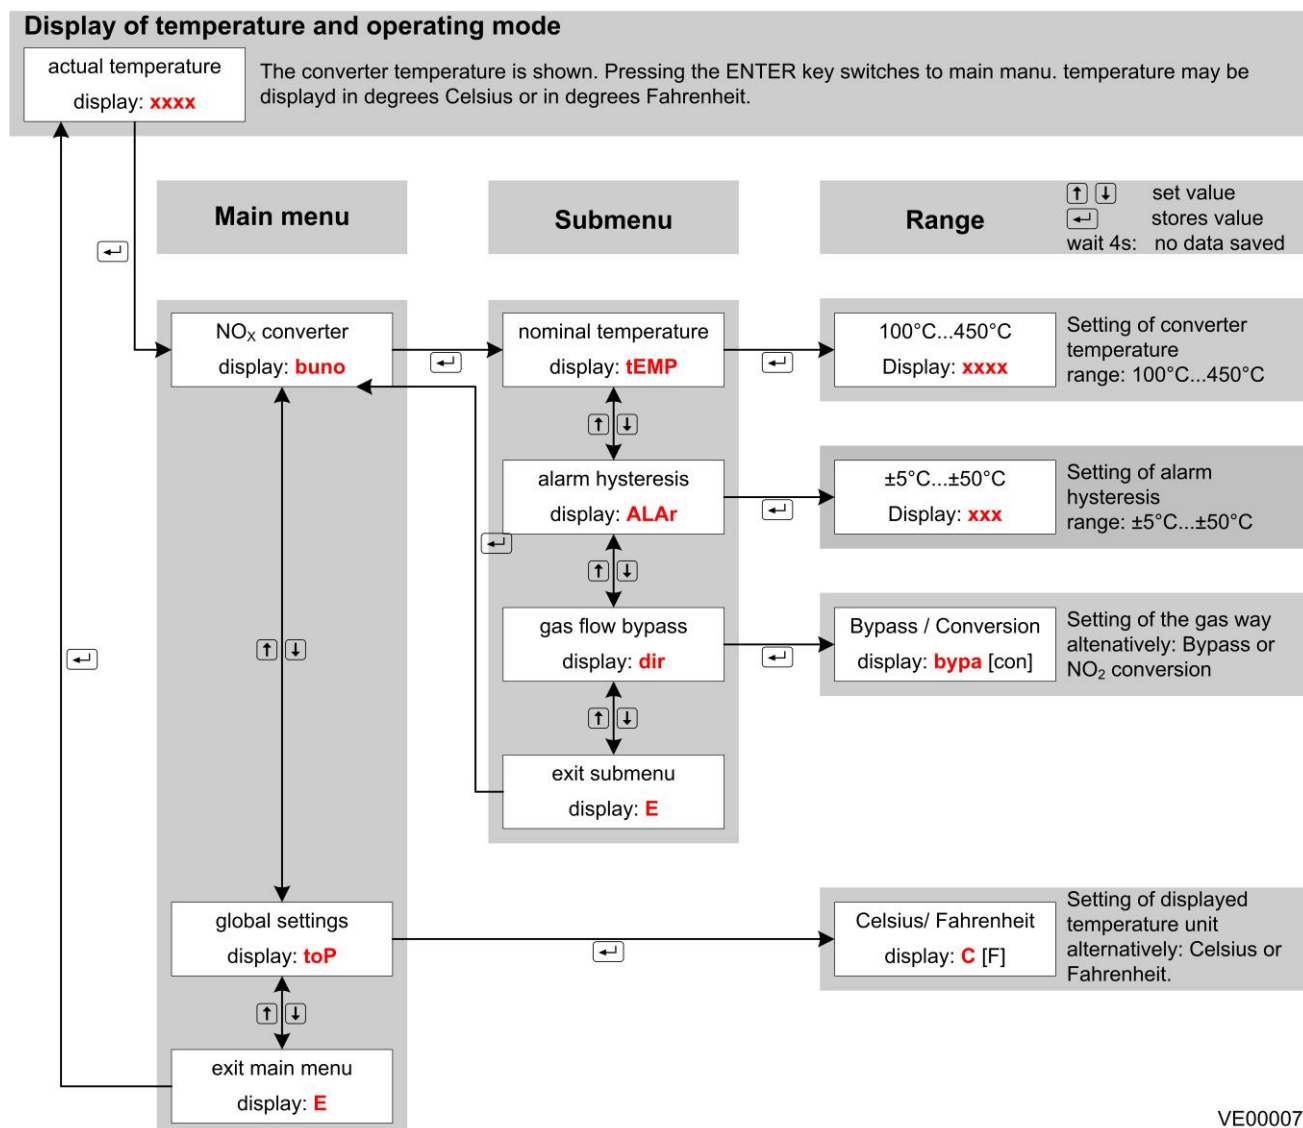 Display of temperature and operating mode
actual temperature
display: xxxx
The converter temperature is shown. Pressing the ENTER key switches to main manu. temperature may be
displayd in degrees Celsius or in degrees Fahrenheit.
Main menu
Submenu
Range
↑ ↓ set value
↵ stores value
wait 4s: no data saved
↵
NOX converter
display: buno
↵
nominal temperature
display: tEMP
↵
100°C...450°C
Display: xxxx
Setting of converter
temperature
range: 100°C...450°C
↑ ↓
alarm hysteresis
display: ALAr
↵
±5°C...±50°C
Display: xxx
Setting of alarm
hysteresis
range: ±5°C...±50°C
↵
↑ ↓
gas flow bypass
display: dir
↵
Bypass / Conversion
display: bypa [con]
Setting of the gas way
altenatively: Bypass or
NO2 conversion
↵
↑ ↓
↑ ↓
exit submenu
display: E
global settings
display: toP
↵
Celsius/ Fahrenheit
display: C [F]
Setting of displayed
temperature unit
alternatively: Celsius or
Fahrenheit.
↑ ↓
exit main menu
display: E
VE00007